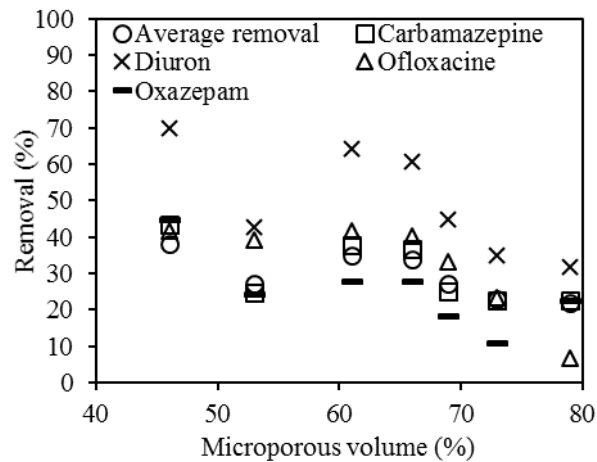 100
90
80
70
60
50
40
30
20
10
0
Removal (%)
Average removal Carbamazepine
Diuron Ofloxacine
Oxazepam
40 50 60 70 80
Microporous volume (%)